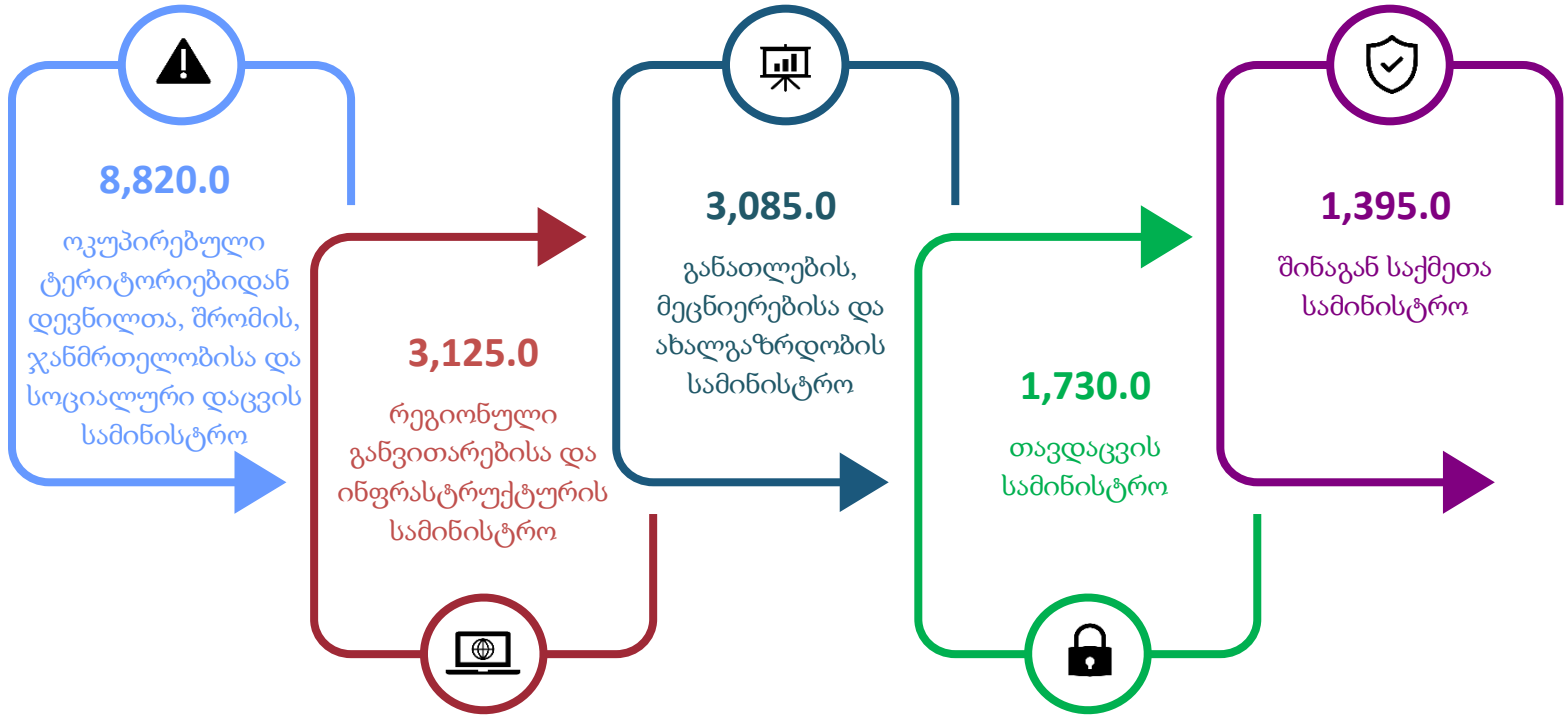 8,820.0
ოკუპირებული
ტერიტორიებიდან
დევნილთა, შრომის,
ჯანმრთელობისა და
სოციალური დაცვის
სამინისტრო
3,125.0
რეგიონული
განვითარებისა და
ინფრასტრუქტურის
სამინისტრო
3,085.0
განათლების,
მეცნიერებისა და
ახალგაზრდობის
სამინისტრო
1,730.0
თავდაცვის
სამინისტრო
1,395.0
შინაგან საქმეთა
სამინისტრო